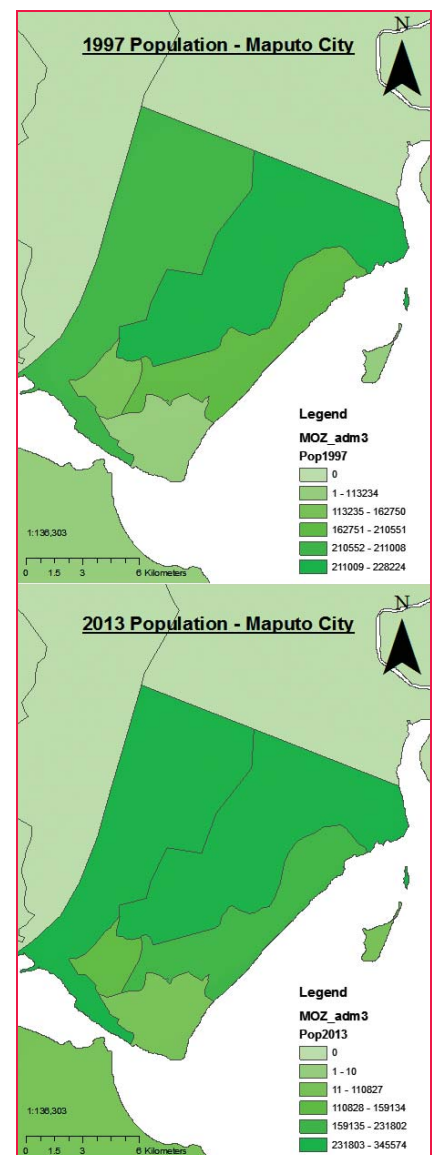 N
1997 Population - Maputo City
Legend
MOZ_adm3
Pop1997
0
1 - 113234
113235 - 162750
162751 - 210551
210552 - 211008
211009 - 228224
1:136,303
0 1.5 3 6 Kilometers
N
2013 Population - Maputo City
Legend
MOZ_adm3
Pop2013
0
1 - 10
11 - 110827
110828 - 159134
159135 - 231802
231803 - 345574
1:136,303
0 1.5 3 6 Kilometers